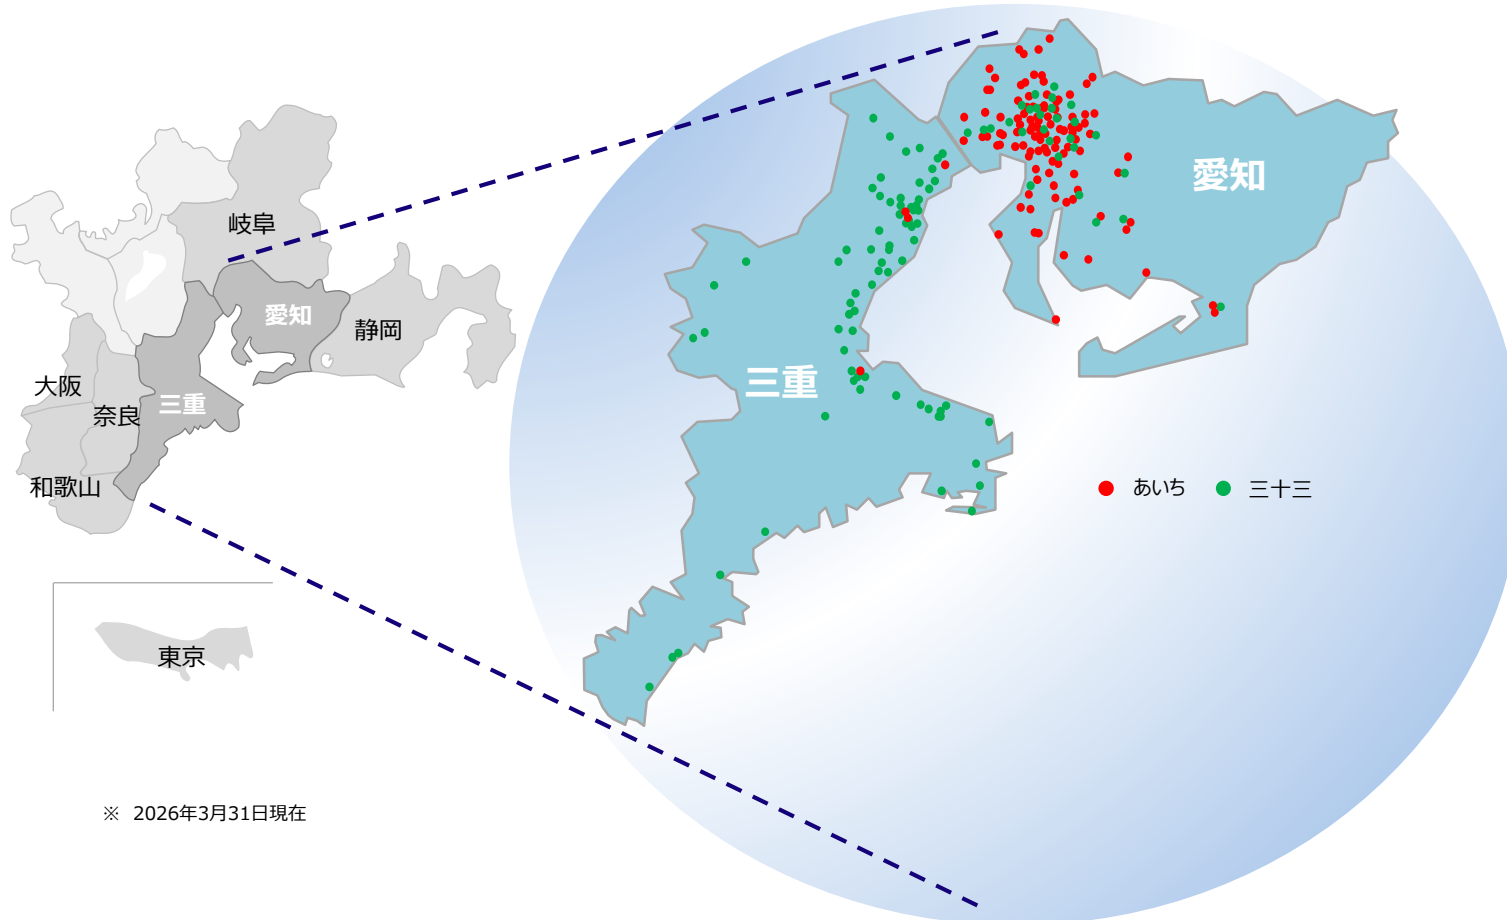 岐阜
愛知
静岡
大阪
奈良
三重
和歌山
東京
※ 2026年3月31日現在
愛知
三重
あいち
三十三